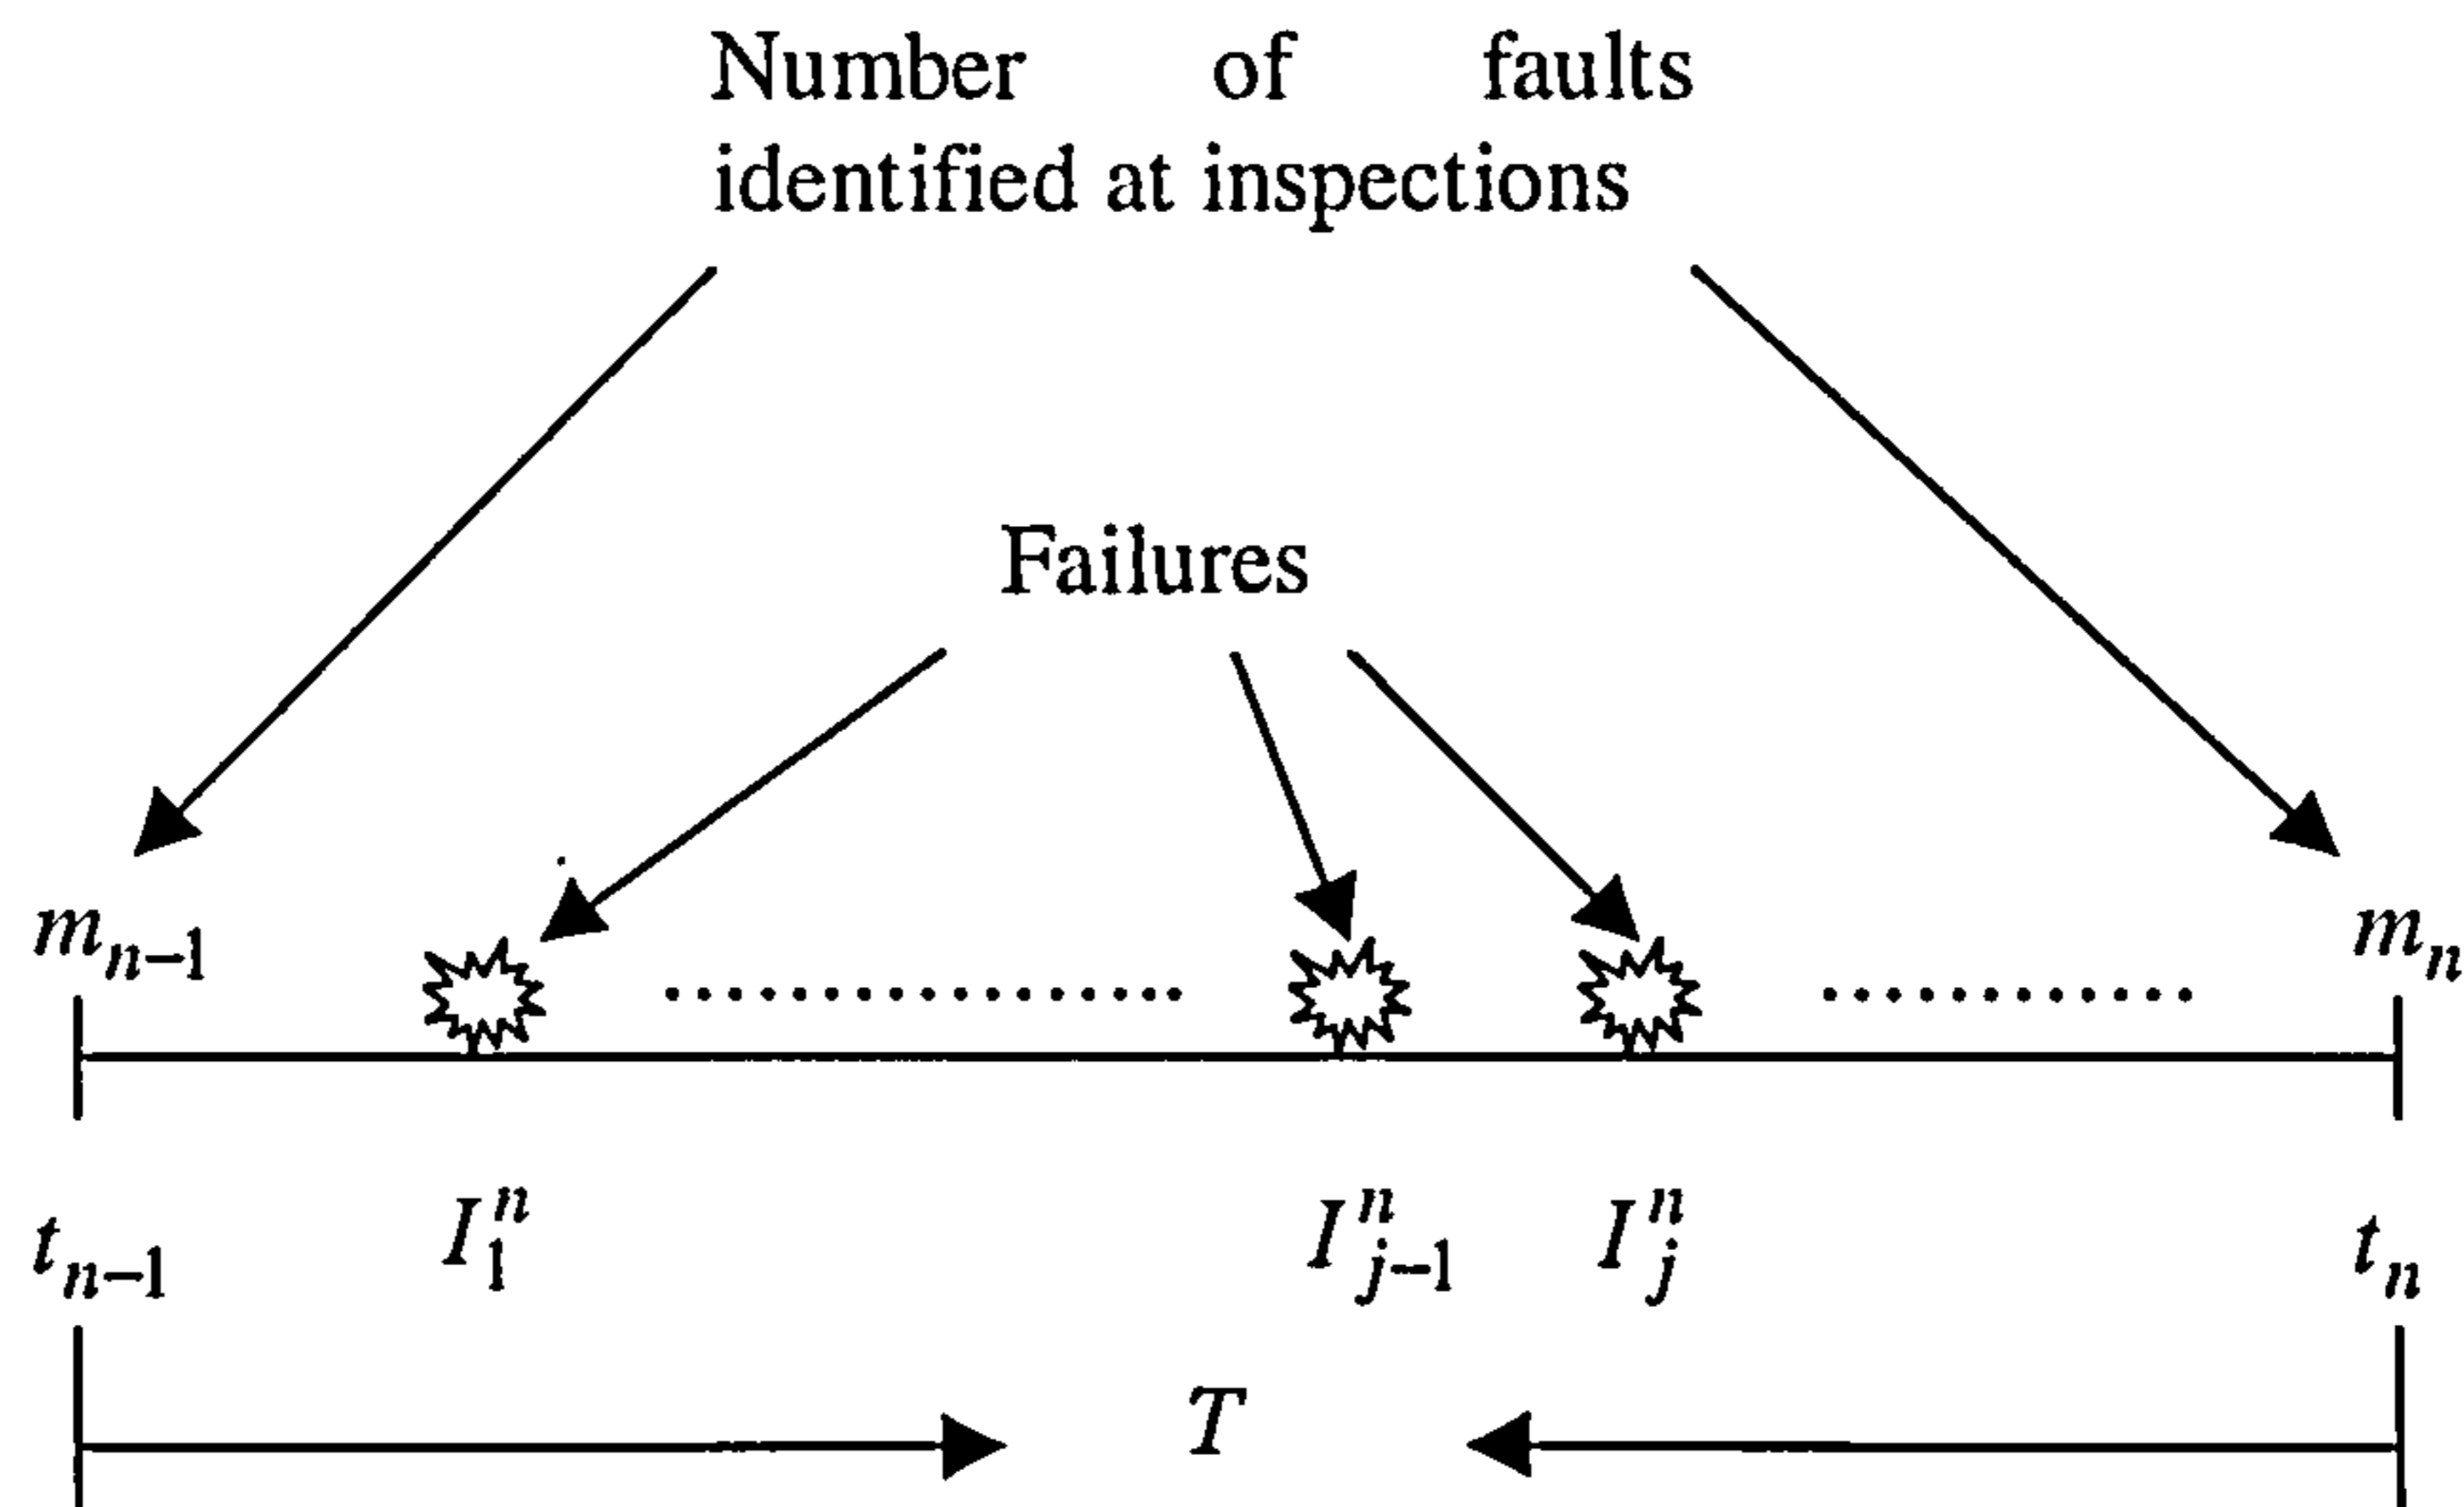 Number of faults
identified at inspections
Failures
m_{n-1} m_n
t_{n-1} I_1^n I_{j-1}^n I_j^n t_n
T